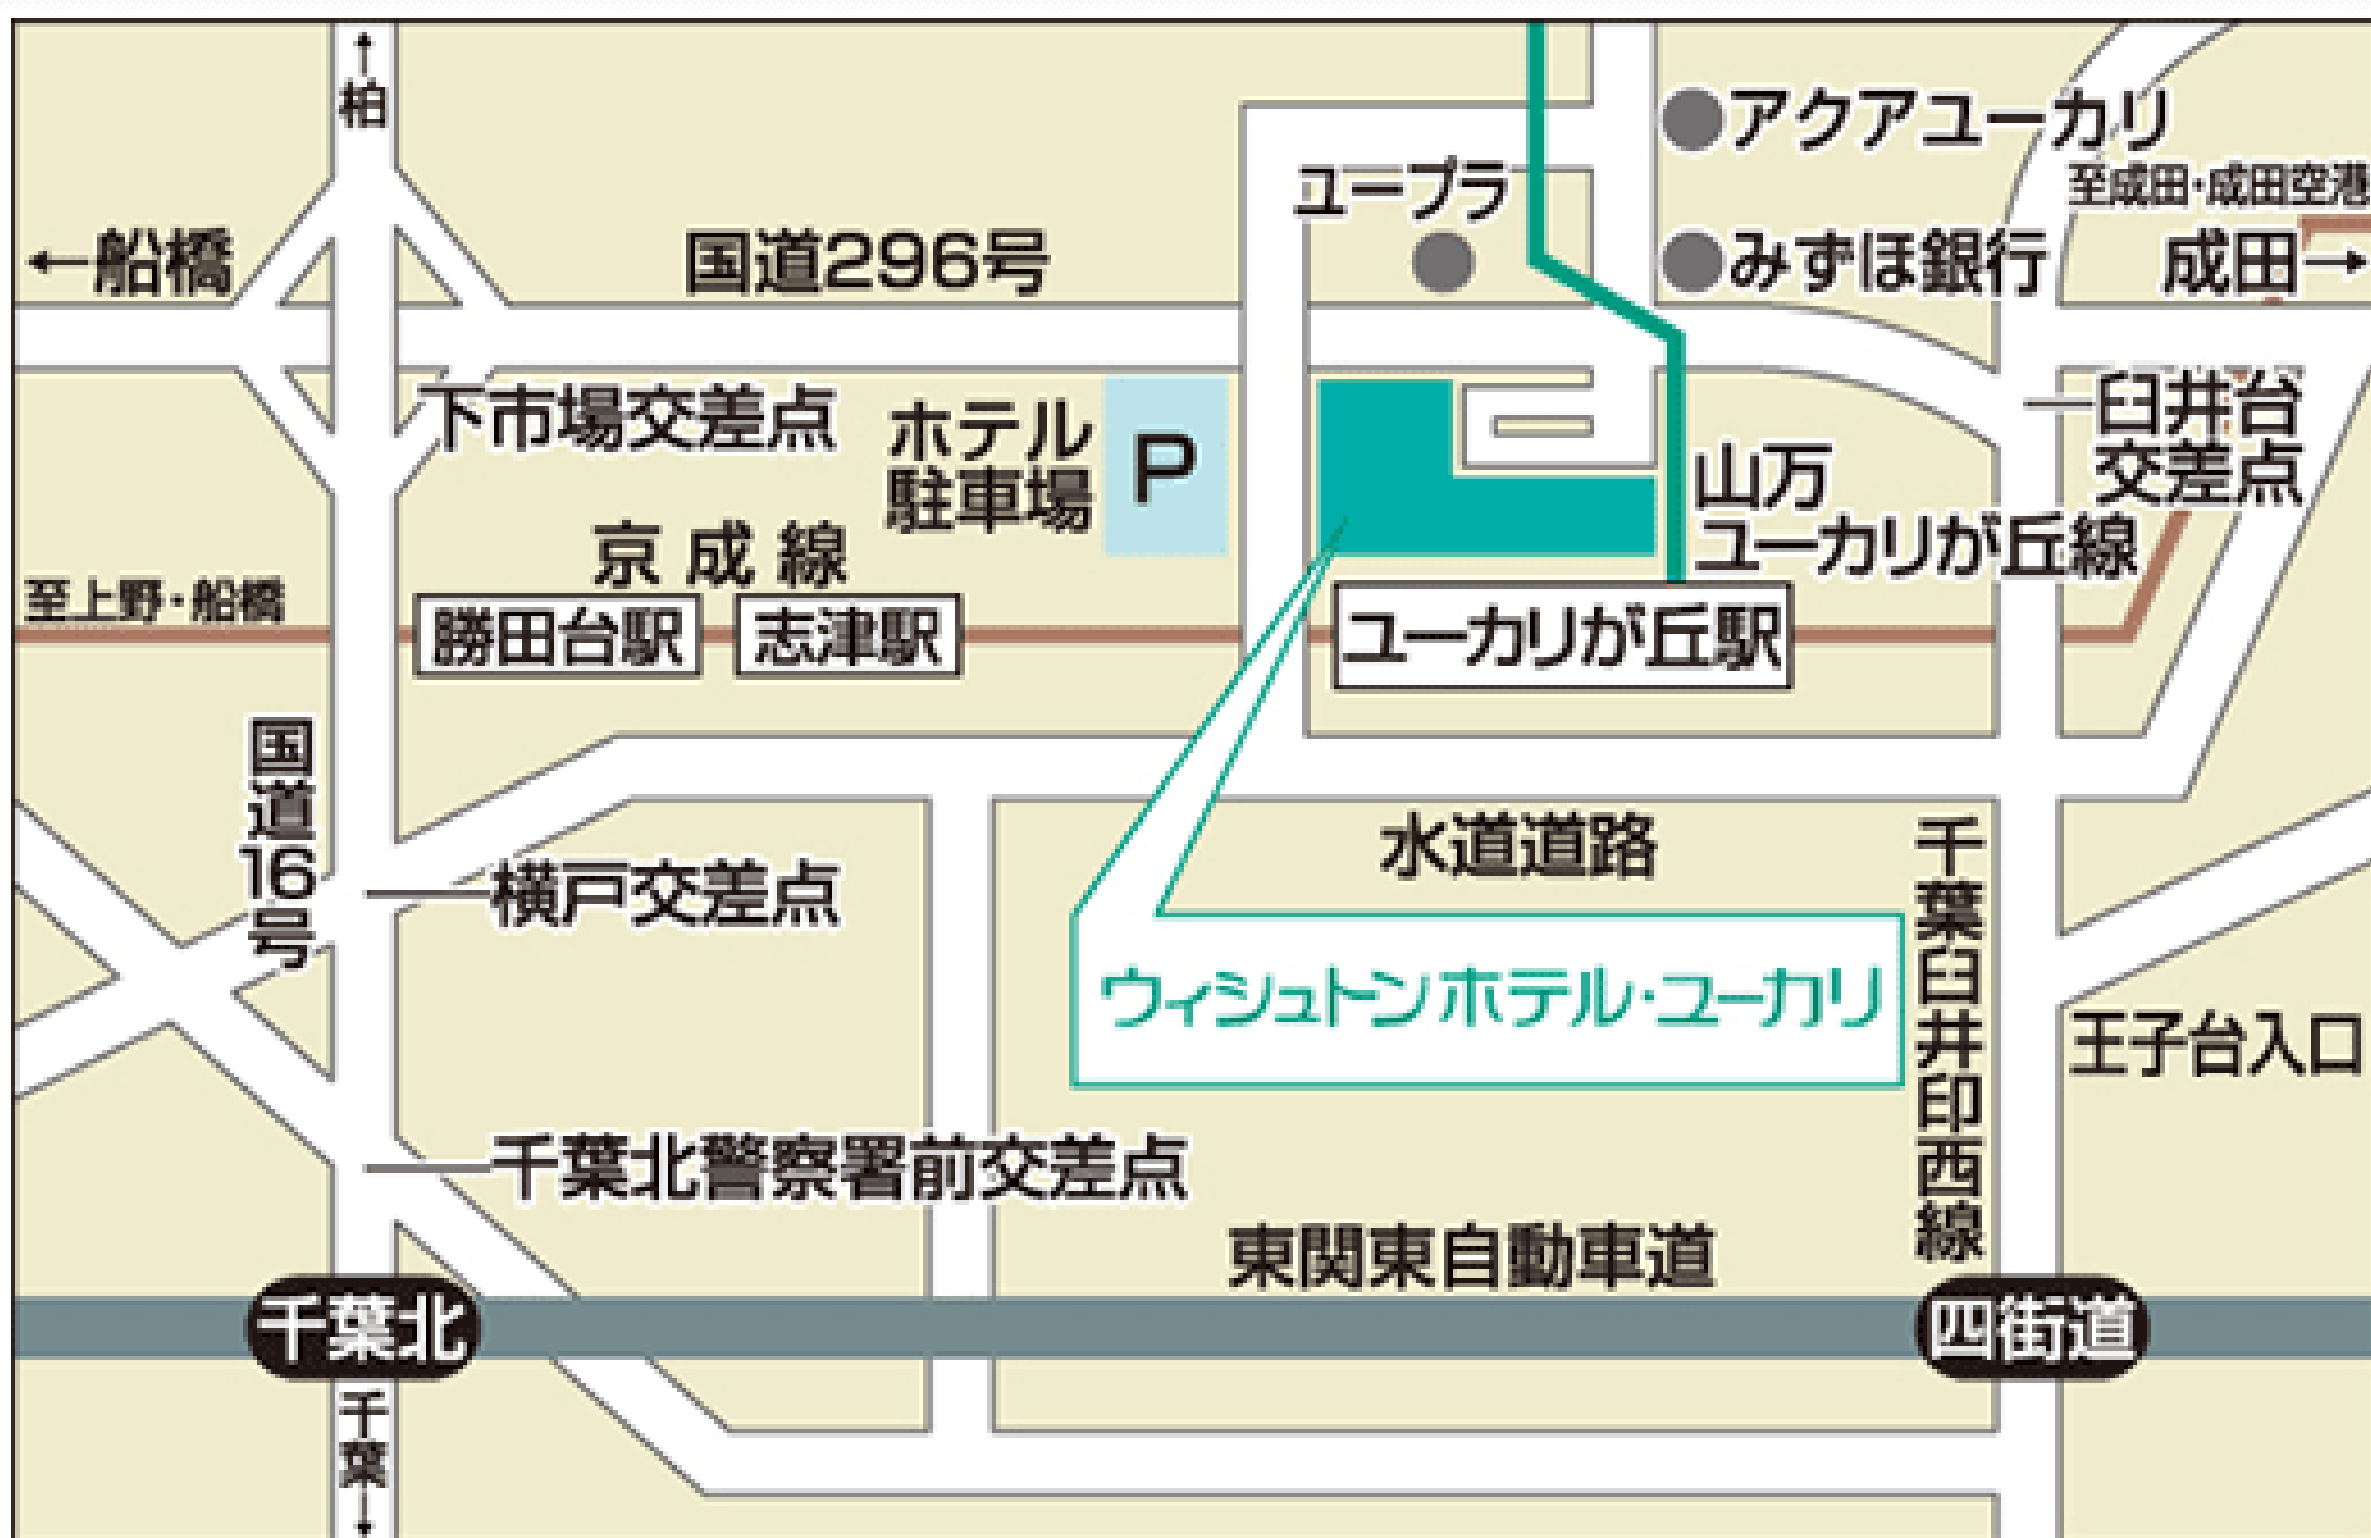 ↑柏
アクアユーカリ
ユープラ
至成田・成田空港
←船橋
国道296号
みずほ銀行
成田→
下市場交差点
ホテル
駐車場
P
臼井台
交差点
山万
ユーカリが丘線
京成線
至上野・船橋
勝田台駅
志津駅
ユーカリが丘駅
国道16号
水道道路
横戸交差点
千葉臼井印西線
ウィシュトンホテル・ユーカリ
王子台入口
千葉北警察署前交差点
東関東自動車道
千葉北
四街道
千葉↓